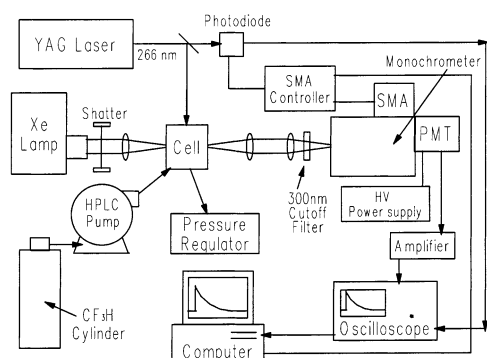 Photodiode
YAG Laser
266 nm
SMA
Controller
Monochrometer
SMA
Xe
Lamp
Shatter
Cell
PMT
HPLC
Pump
300nm
Cutoff
Filter
HV
Power supply
Pressure
Regulator
Amplifier
CF3H
Cylinder
Oscilloscope
Computer